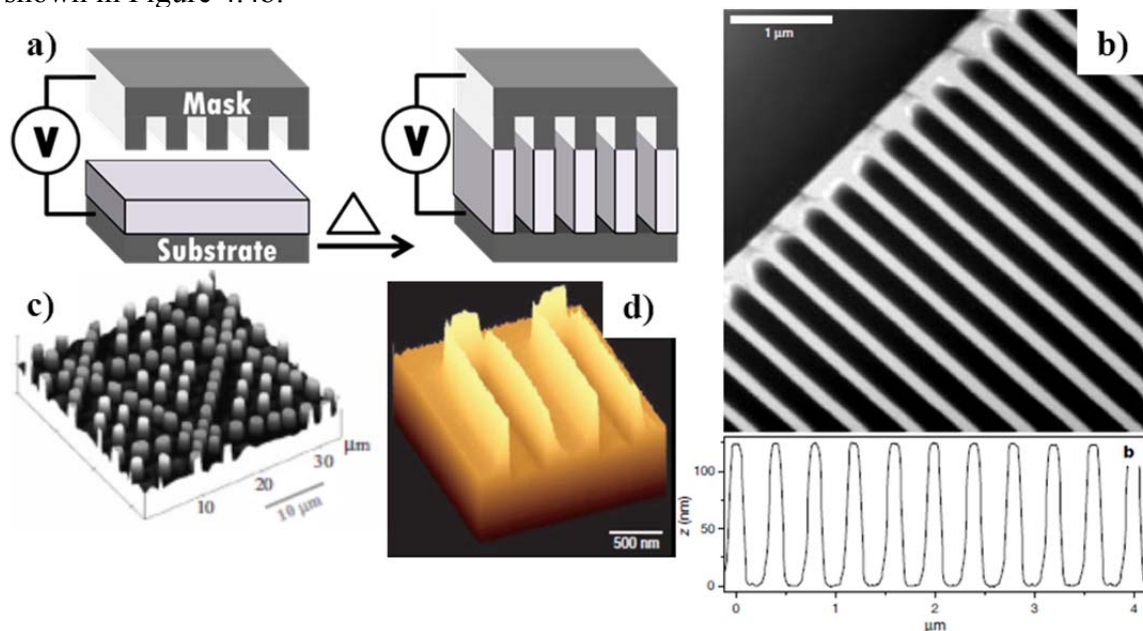 shown in Figure 4.4b.
a)
Mask
V
Substrate
V
1 μm
b)
c)
μm
30
20
10
10 μm
d)
500 nm
b
z (nm)
100
50
0
0
1
2
3
4
μm